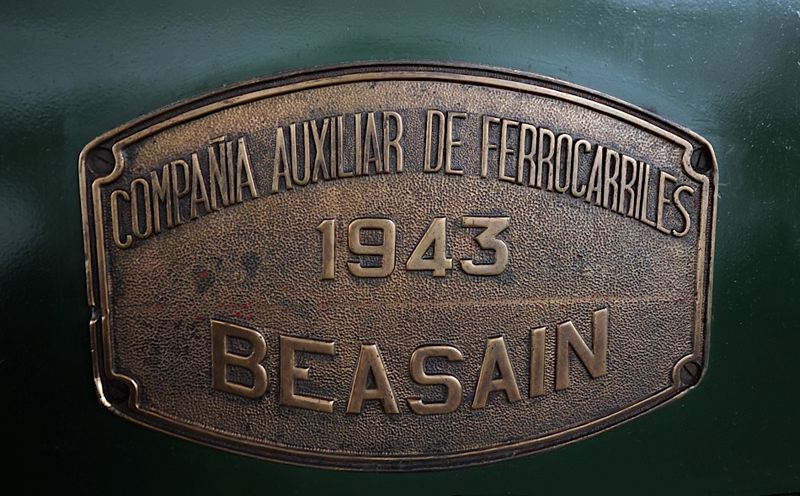 COMPAÑIA AUXILIAR DE FERROCARRILES
1943
BEASAIN